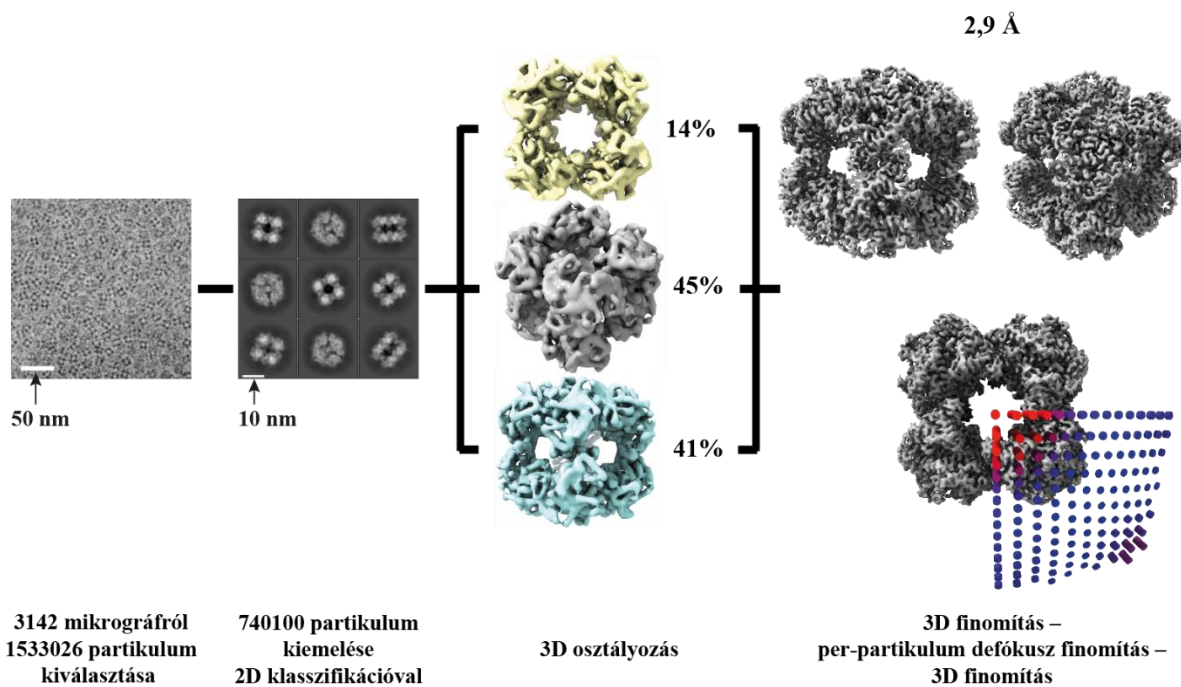 2,9 Å
14%
45%
41%
50 nm
10 nm
3142 mikrográfról
1533026 partikulum
kiválasztása
740100 partikulum
kiemelése
2D klasszifikációval
3D osztályozás
3D finomítás –
per-partikulum defókusz finomítás –
3D finomítás